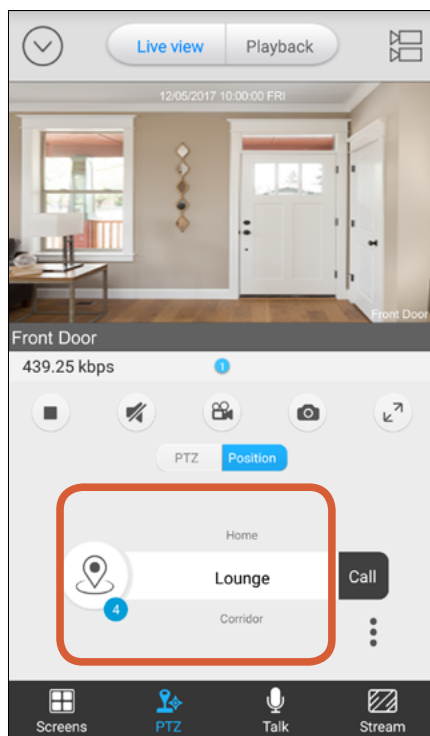 Live view Playback
12/05/2017 10:00:00 FRI
Front Door
Front Door
439.25 kbps 1
PTZ Position
Home
Lounge Call
4
Corridor
Screens PTZ Talk Stream